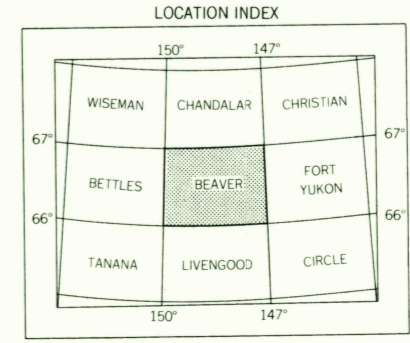 LOCATION INDEX
150° 147°
WISEMAN CHANDALAR CHRISTIAN
67° 67°
BETTLES BEAVER FORT YUKON
66° 66°
TANANA LIVENGOOD CIRCLE
150° 147°